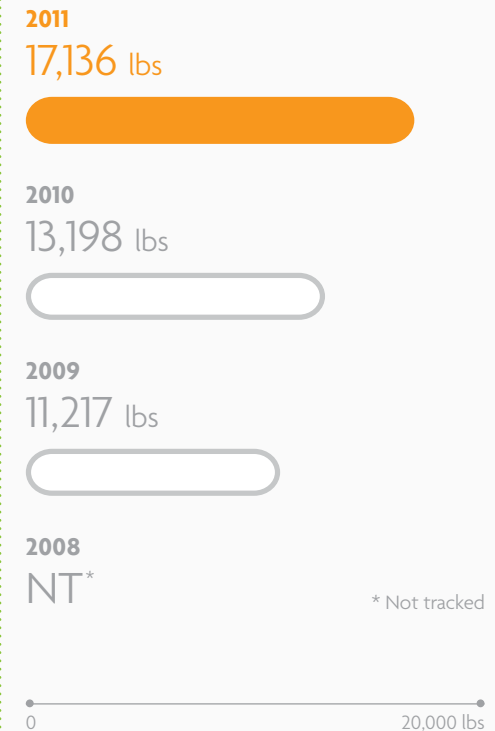 2011
17,136 lbs
2010
13,198 lbs
2009
11,217 lbs
2008
NT*
* Not tracked
0 20,000 lbs